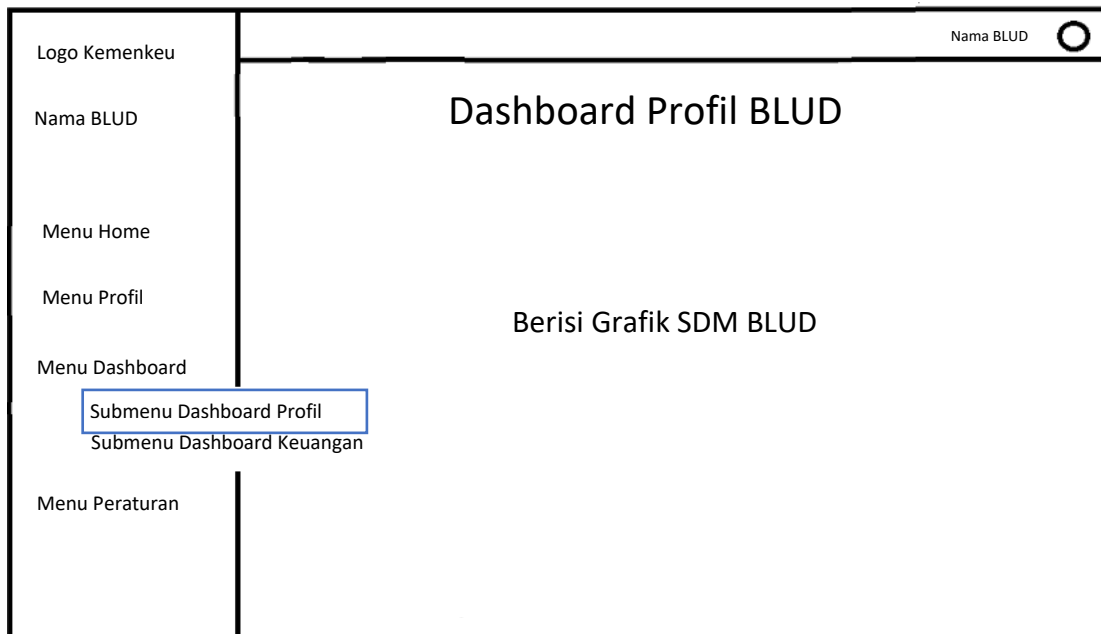 Logo Kemenkeu
Nama BLUD
Menu Home
Menu Profil
Menu Dashboard
Submenu Dashboard Profil
Submenu Dashboard Keuangan
Menu Peraturan
Nama BLUD
Dashboard Profil BLUD
Berisi Grafik SDM BLUD